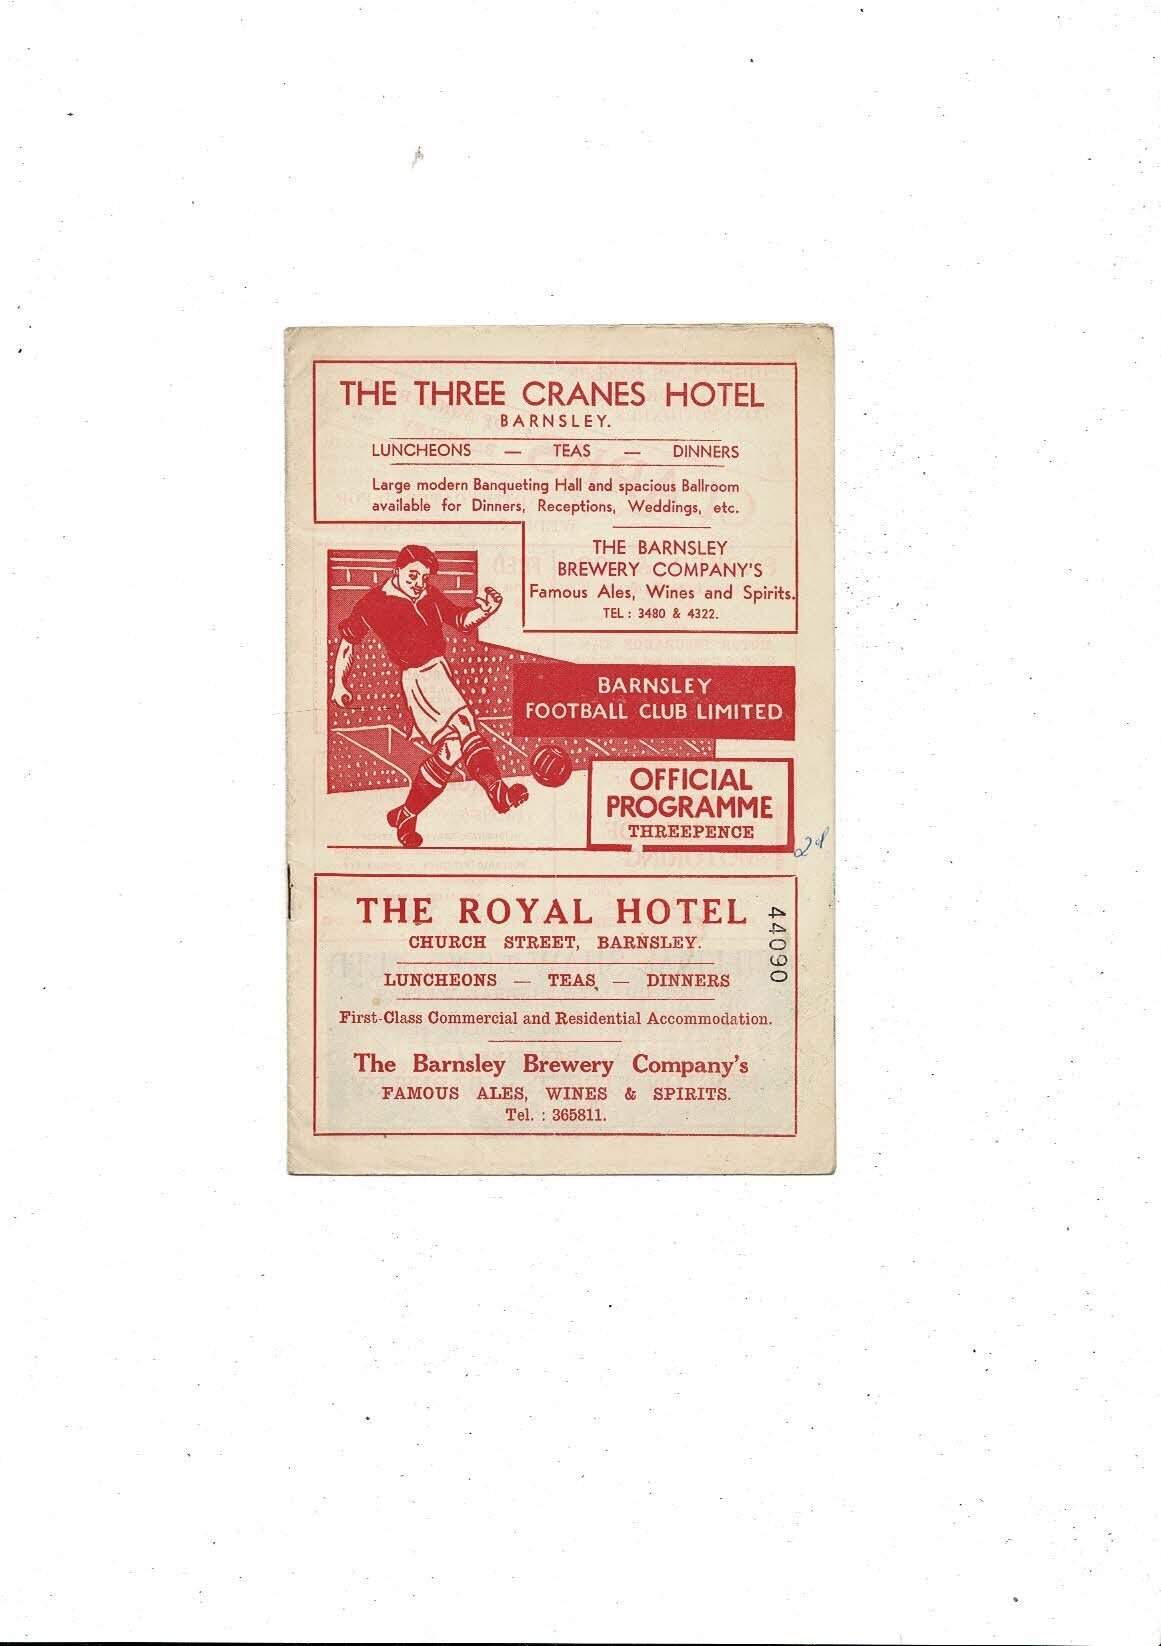 THE THREE CRANES HOTEL
BARNSLEY.
LUNCHEONS — TEAS — DINNERS
Large modern Banqueting Hall and spacious Ballroom
available for Dinners, Receptions, Weddings, etc.
THE BARNSLEY
BREWERY COMPANY'S
Famous Ales, Wines and Spirits.
TEL : 3480 & 4322.
BARNSLEY
FOOTBALL CLUB LIMITED
OFFICIAL
PROGRAMME
THREEPENCE
THE ROYAL HOTEL
CHURCH STREET, BARNSLEY.
LUNCHEONS — TEAS — DINNERS
First-Class Commercial and Residential Accommodation.
The Barnsley Brewery Company's
FAMOUS ALES, WINES & SPIRITS.
Tel. : 365811.
44090